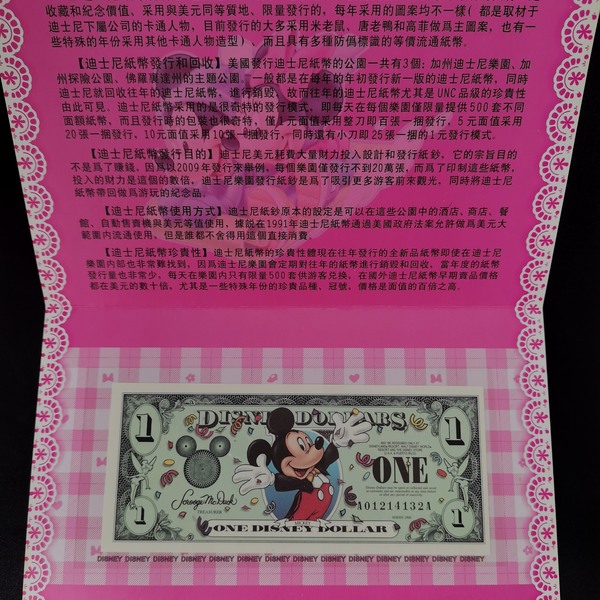 收藏和紀念價值、采用與美元同等質地、限量發行的，每年采用的圖案均不一樣（都是取材于
迪士尼下屬公司的卡通人物，目前發行的大多采用米老鼠、唐老鴨和高菲做爲主圖案，也有一
些特殊的年份采用其他卡通人物造型）而且具有多種防僞標識的等價流通紙幣。
【迪士尼紙幣發行和回收】美國發行迪士尼紙幣的公園一共有3個：加州迪士尼樂園、加
州探險公園、佛羅裏達州的主題公園，一般都是在每年的年初發行新一版的迪士尼紙幣，同時
迪士尼就回收往年的迪士尼紙幣，進行銷毀，故而往年的迪士尼紙幣尤其是UNC品級的珍貴性
由此可見。迪士尼紙幣采用的是很奇特的發行模式，即每天在每個樂園僅限量提供500套不同
面額紙幣，而且發行時的包裝也很奇特，僅1元面值采用整刀即百張一捆發行，5元面值采用
20張一捆發行，10元面值采用10張一捆發行，同時還有小刀即25張一捆的1元發行模式。
【迪士尼紙幣發行目的】迪士尼美元耗費大量財力投入設計和發行紙鈔，它的宗旨目的
不是爲了賺錢，因爲以2009年發行來舉例，每個樂園僅發行不到20萬張，而爲了印制這些紙幣，
投入的財力是這個的數倍，迪士尼樂園發行紙鈔是爲了吸引更多游客前來觀光，同時將迪士尼
紙幣帶回做爲游玩的紀念品。
【迪士尼紙幣使用方式】迪士尼紙鈔原本的設定是可以在這些公園中的酒店、商店、餐
館、自動售賣機與美元等值使用，據說在1991年迪士尼紙幣通過美國政府法案允許做爲美元大
範圍内流通使用，但是誰都不舍得用這個直接消費。
【迪士尼紙幣珍貴性】迪士尼紙幣的珍貴性體現在往年發行的全新品紙幣即使在迪士尼
樂園内部也非常難找到，因爲迪士尼樂園會定期對往年的紙幣進行銷毀和回收，當年度的紙幣
發行量也非常少，每天在樂園内只有限量500套供游客兑换，在國外迪士尼紙幣早期賣品價格
都在美元的數十倍，尤其是一些特殊年份的珍貴品種、冠號，價格是面值的百倍之高。
1 DISNEY DOLLARS 1
ONE
Scrooge McDuck
TREASURER
A01214132A
MICKEY
1 ONE DISNEY DOLLAR 1
DISNEY DISNEY DISNEY DISNEY DISNEY DISNEY DISNEY DISNEY DISNEY DISNEY DISNEY DISNEY DISNEY DISNEY